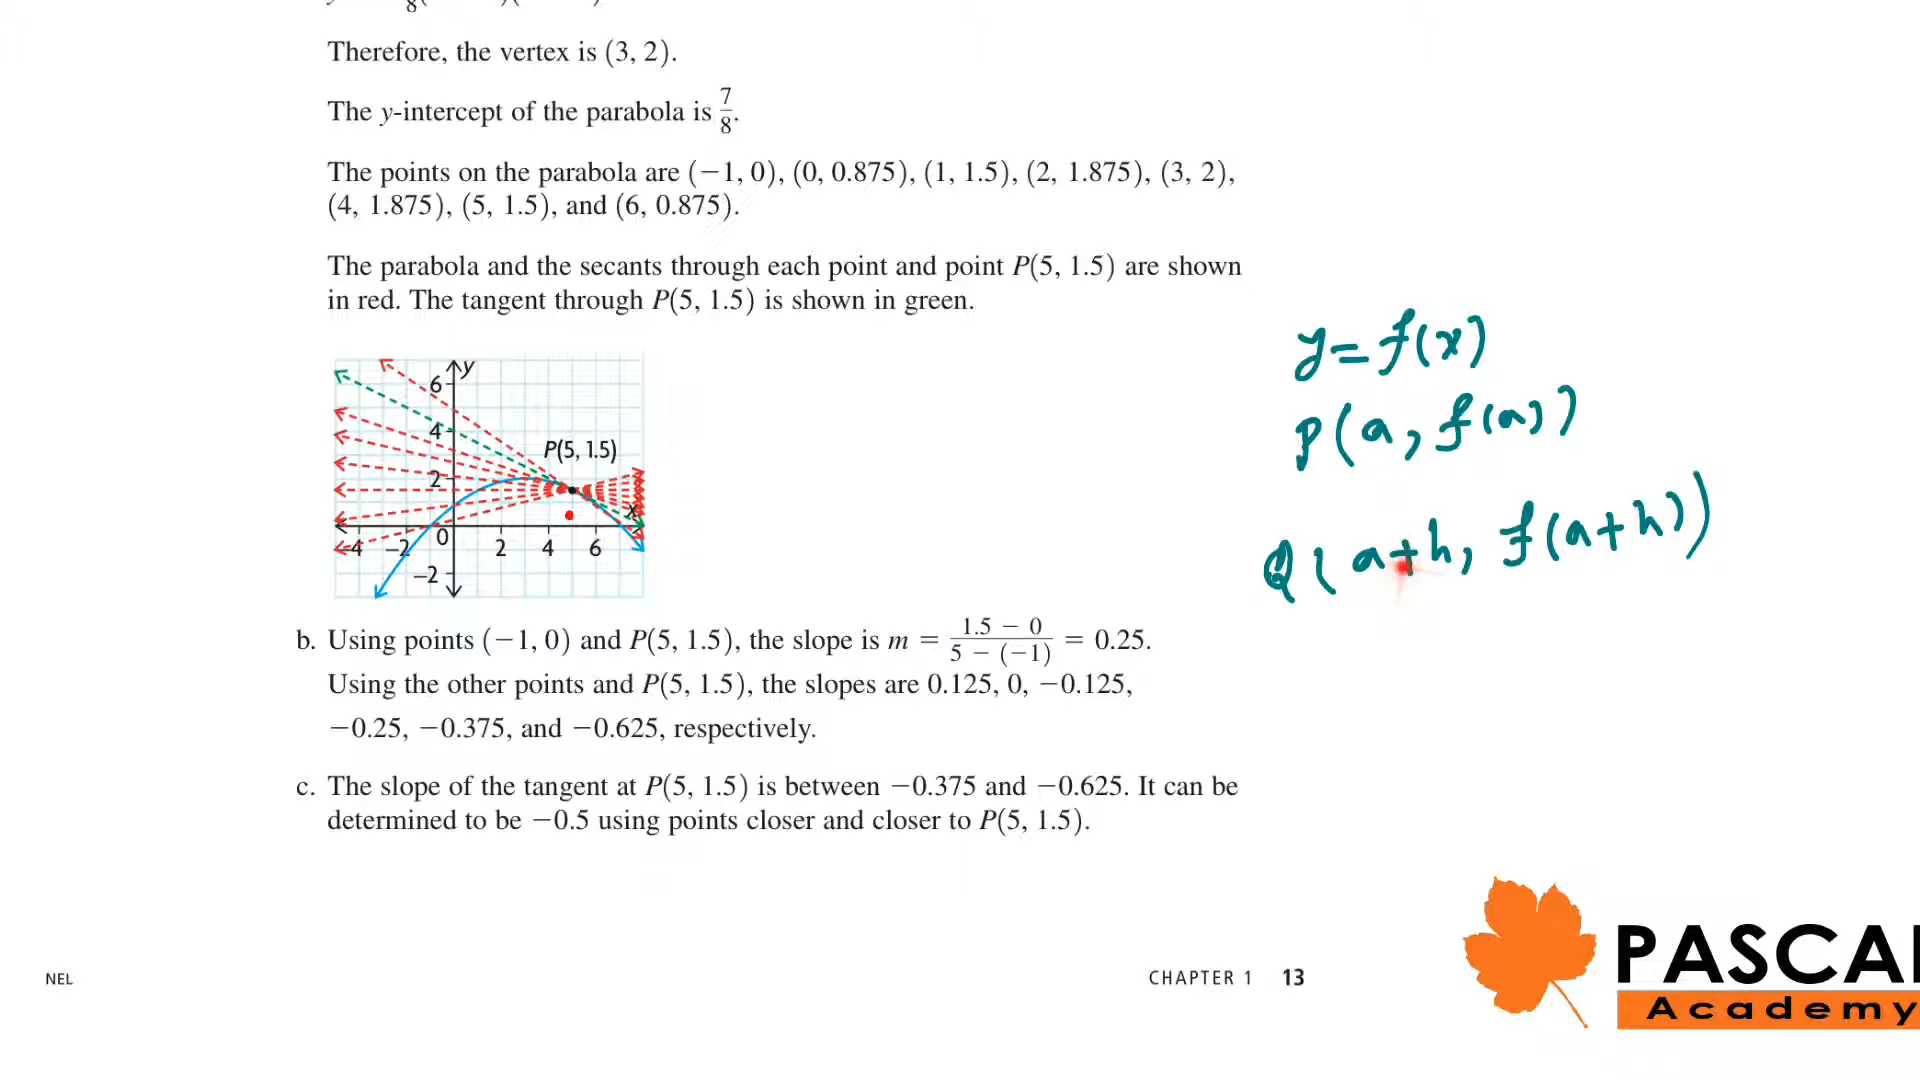 Therefore, the vertex is (3, 2).
The y-intercept of the parabola is 7/8.
The points on the parabola are (−1, 0), (0, 0.875), (1, 1.5), (2, 1.875), (3, 2),
(4, 1.875), (5, 1.5), and (6, 0.875).
The parabola and the secants through each point and point P(5, 1.5) are shown
in red. The tangent through P(5, 1.5) is shown in green.
y
6
4
P(5, 1.5)
2
x
−4 −2 0 2 4 6
−2
y = f(x)
P(a, f(a))
Q(a+h, f(a+h))
b. Using points (−1, 0) and P(5, 1.5), the slope is m = (1.5 − 0)/(5 − (−1)) = 0.25.
Using the other points and P(5, 1.5), the slopes are 0.125, 0, −0.125,
−0.25, −0.375, and −0.625, respectively.
c. The slope of the tangent at P(5, 1.5) is between −0.375 and −0.625. It can be
determined to be −0.5 using points closer and closer to P(5, 1.5).
NEL
CHAPTER 1 13
PASCAL
Academy